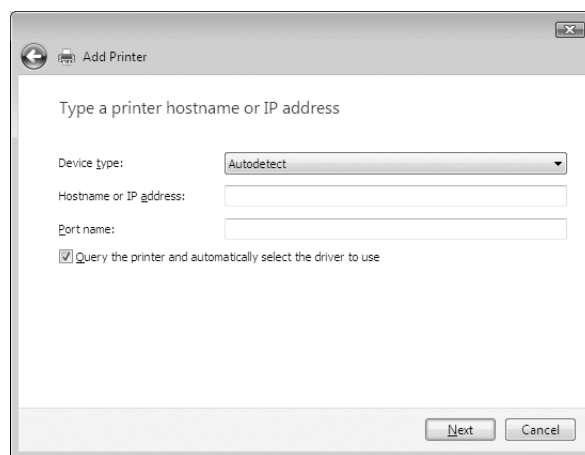 Add Printer
Type a printer hostname or IP address
Device type:
Autodetect
Hostname or IP address:
Port name:
Query the printer and automatically select the driver to use
Next
Cancel